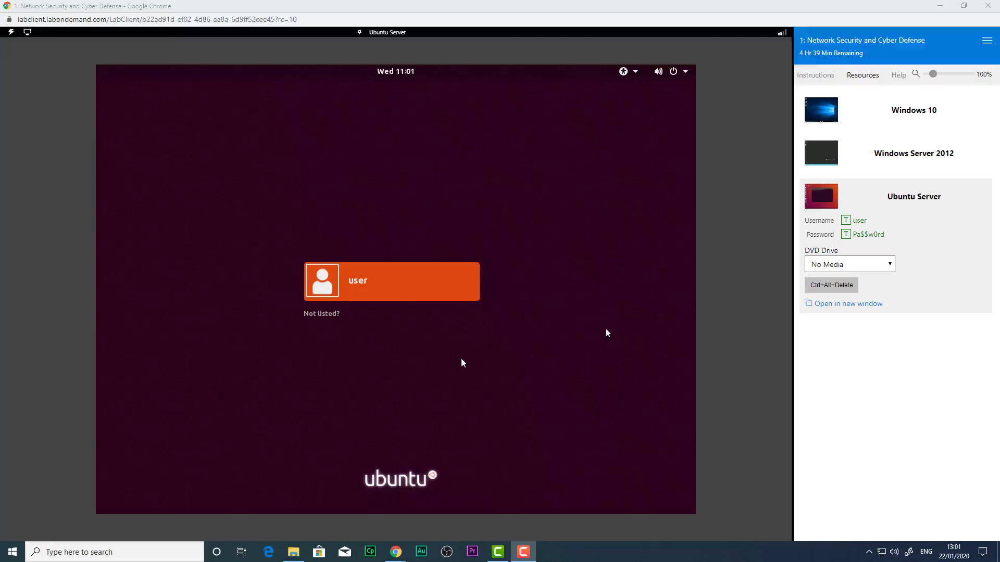 1: Network Security and Cyber Defense - Google Chrome
labclient.labondemand.com/LabClient/b22ad91d-ef02-4d86-aa8a-6d9ff52cee45?rc=10
Ubuntu Server
1: Network Security and Cyber Defense
4 Hr 39 Min Remaining
Instructions Resources Help 100%
Wed 11:01
Windows 10
Windows Server 2012
Ubuntu Server
Username T user
Password T Pa$$w0rd
DVD Drive
No Media
Ctrl+Alt+Delete
Open in new window
user
Not listed?
ubuntu
Type here to search
Cp
Au
Pr
ENG
13:01
22/01/2020